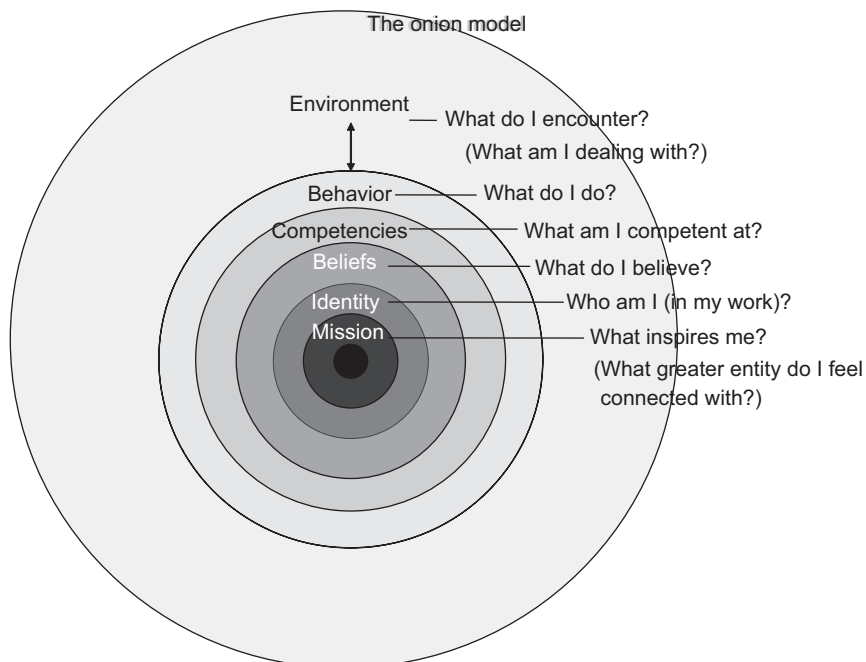 The onion model
Environment
What do I encounter?
(What am I dealing with?)
Behavior
What do I do?
Competencies
What am I competent at?
Beliefs
What do I believe?
Identity
Who am I (in my work)?
Mission
What inspires me?
(What greater entity do I feel
connected with?)